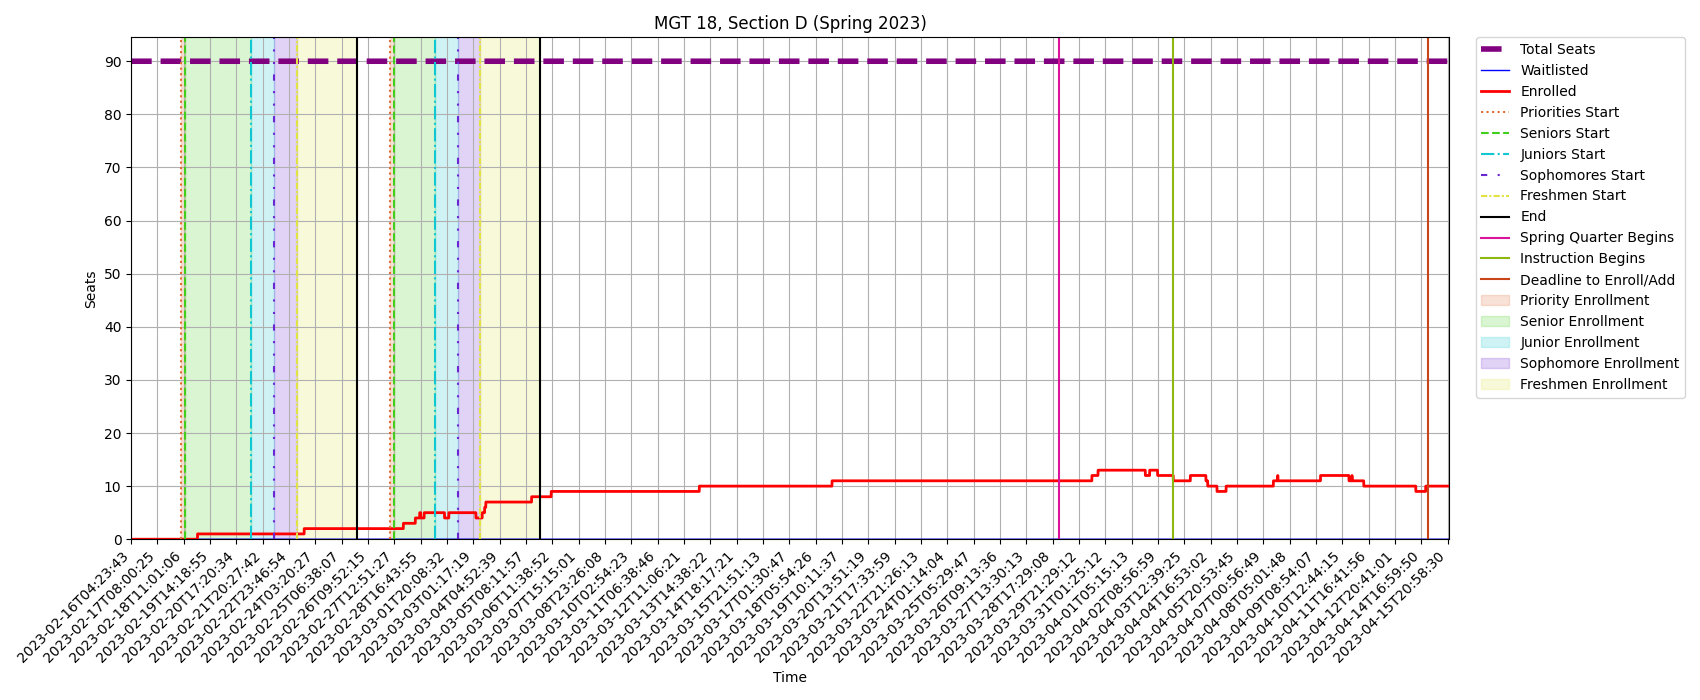 MGT 18, Section D (Spring 2023)
Seats
90
80
70
60
50
40
30
20
10
0
2023-02-16T04:23:43
2023-02-17T08:00:25
2023-02-18T11:01:06
2023-02-19T14:18:55
2023-02-20T17:20:34
2023-02-21T20:27:42
2023-02-22T23:46:54
2023-02-24T03:20:27
2023-02-25T06:38:07
2023-02-26T09:52:15
2023-02-27T12:51:27
2023-02-28T16:43:55
2023-03-01T20:08:32
2023-03-03T01:17:19
2023-03-04T04:52:39
2023-03-05T08:11:57
2023-03-06T11:38:52
2023-03-07T15:15:01
2023-03-08T23:26:08
2023-03-10T02:54:23
2023-03-11T06:38:46
2023-03-12T11:06:21
2023-03-13T14:38:22
2023-03-14T18:17:21
2023-03-15T21:51:13
2023-03-17T01:30:47
2023-03-18T05:54:26
2023-03-19T10:11:37
2023-03-20T13:51:19
2023-03-21T17:33:59
2023-03-22T21:26:13
2023-03-24T01:14:04
2023-03-25T05:29:47
2023-03-26T09:13:36
2023-03-27T13:30:13
2023-03-28T17:29:08
2023-03-29T21:29:12
2023-03-31T01:25:12
2023-04-01T05:15:13
2023-04-02T08:56:59
2023-04-03T12:39:25
2023-04-04T16:53:02
2023-04-05T20:53:45
2023-04-07T00:56:49
2023-04-08T05:01:48
2023-04-09T08:54:07
2023-04-10T12:44:15
2023-04-11T16:41:56
2023-04-12T20:41:01
2023-04-14T16:59:50
2023-04-15T20:58:30
Time
Total Seats
Waitlisted
Enrolled
Priorities Start
Seniors Start
Juniors Start
Sophomores Start
Freshmen Start
End
Spring Quarter Begins
Instruction Begins
Deadline to Enroll/Add
Priority Enrollment
Senior Enrollment
Junior Enrollment
Sophomore Enrollment
Freshmen Enrollment